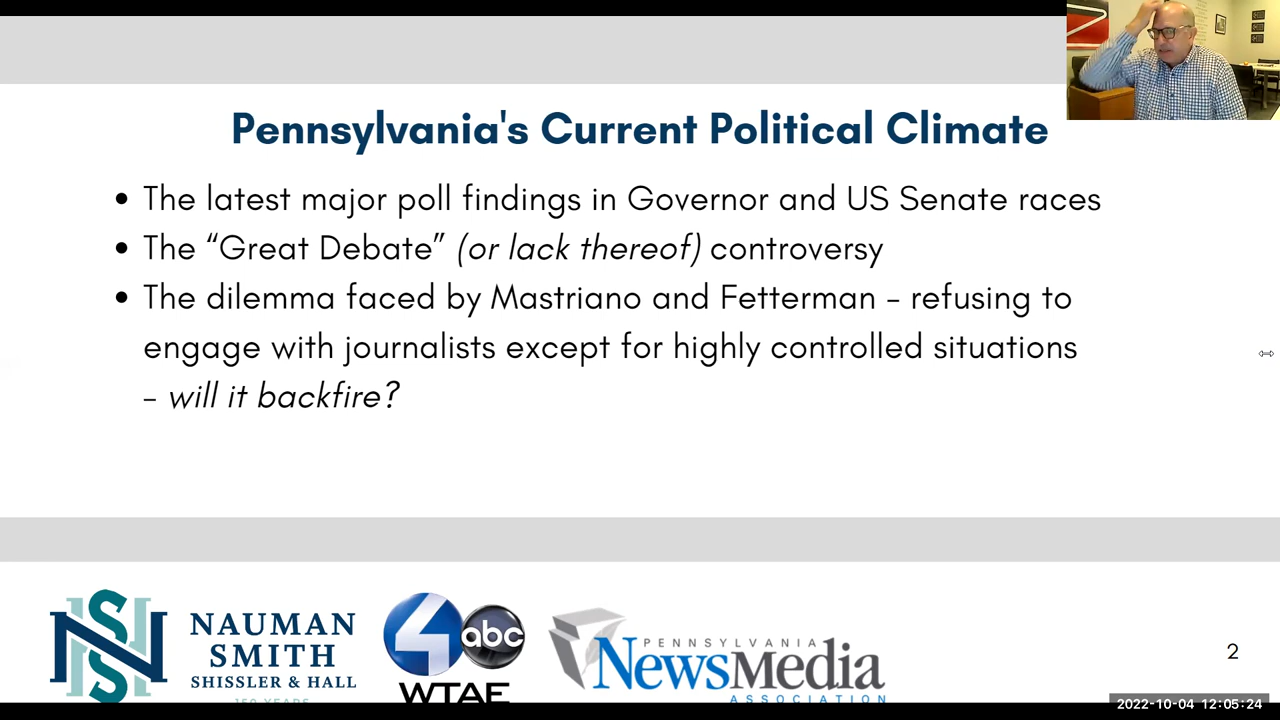 Pennsylvania's Current Political Climate
• The latest major poll findings in Governor and US Senate races
• The “Great Debate” (or lack thereof) controversy
• The dilemma faced by Mastriano and Fetterman - refusing to
engage with journalists except for highly controlled situations
- will it backfire?
NAUMAN
SMITH
SHISSLER & HALL
150 YEARS
4 abc
WTAE
PENNSYLVANIA
NewsMedia
ASSOCIATION
2
2022-10-04 12:05:24